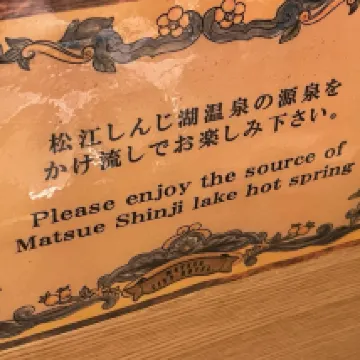 松江しんじ湖温泉の源泉を
かけ流しでお楽しみ下さい。
Please enjoy the source of
Matsue Shinji lake hot spring